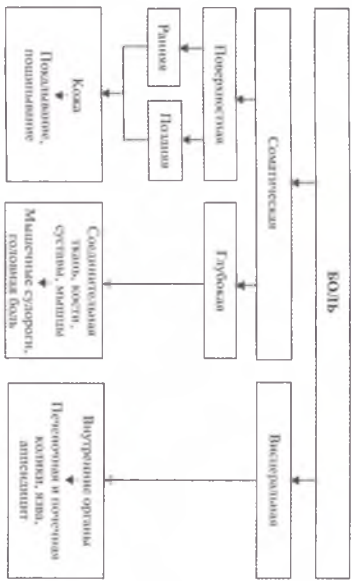 БОЛЬ
Соматическая
Висцеральная
Поверхностная
Глубокая
Ранняя
Поздняя
Кожа
Покалывание,
пощипывание
Соединительная
ткань, кости,
суставы, мышцы
Мышечные судороги,
головная боль
Внутренние органы
Печеночная и почечная
колики, язва,
аппендицит